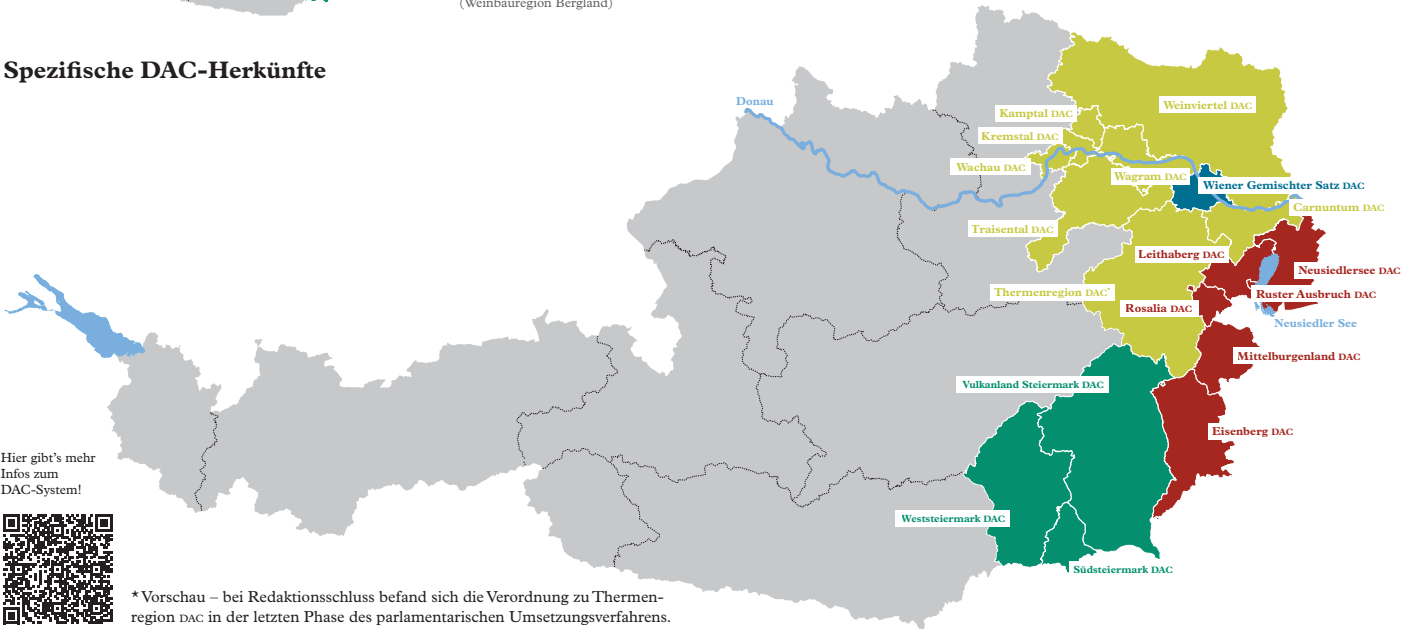 (Weinbauregion Bergland)
Spezifische DAC-Herkünfte
Donau
Weinviertel DAC
Kamptal DAC
Kremstal DAC
Wachau DAC
Wagram DAC
Wiener Gemischter Satz DAC
Carnuntum DAC
Traisental DAC
Leithaberg DAC
Neusiedlersee DAC
Thermenregion DAC*
Ruster Ausbruch DAC
Rosalia DAC
Neusiedler See
Mittelburgenland DAC
Vulkanland Steiermark DAC
Eisenberg DAC
Weststeiermark DAC
Südsteiermark DAC
Hier gibt's mehr
Infos zum
DAC-System!
* Vorschau – bei Redaktionsschluss befand sich die Verordnung zu Thermen-
region DAC in der letzten Phase des parlamentarischen Umsetzungsverfahrens.